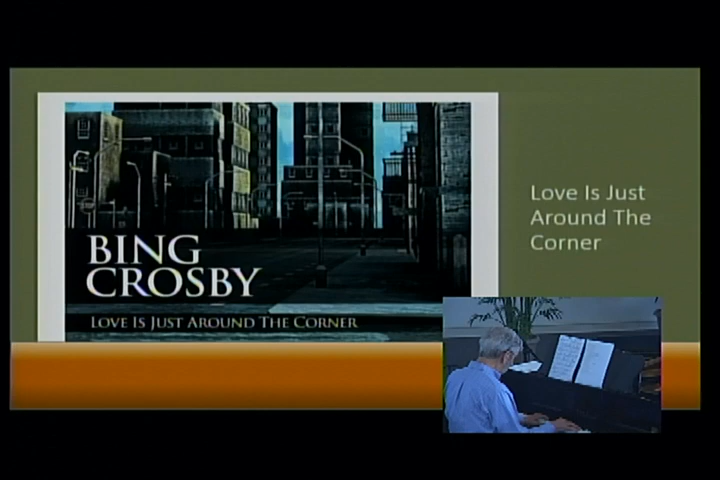 BING
CROSBY
LOVE IS JUST AROUND THE CORNER
Love Is Just
Around The
Corner